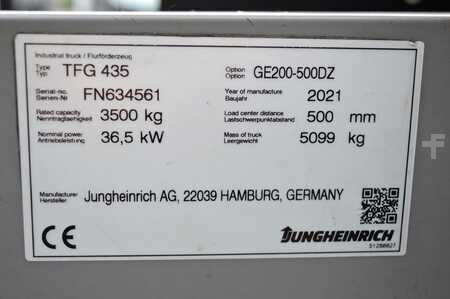 Industrial truck / Flurförderzeug
Type TFG 435 Option GE200-500DZ
Typ Option
Serial-no. FN634561 Year of manufacture 2021
Serien-Nr Baujahr
Rated capacity 3500 kg Load center distance 500 mm
Nenntragfaehigkeit Lastschwerpunktabstand
Nominal power 36,5 kW Mass of truck 5099 kg
Antriebsleistung Leergewicht
Manufacturer Jungheinrich AG, 22039 HAMBURG, GERMANY
Hersteller
CE JUNGHEINRICH
51280827